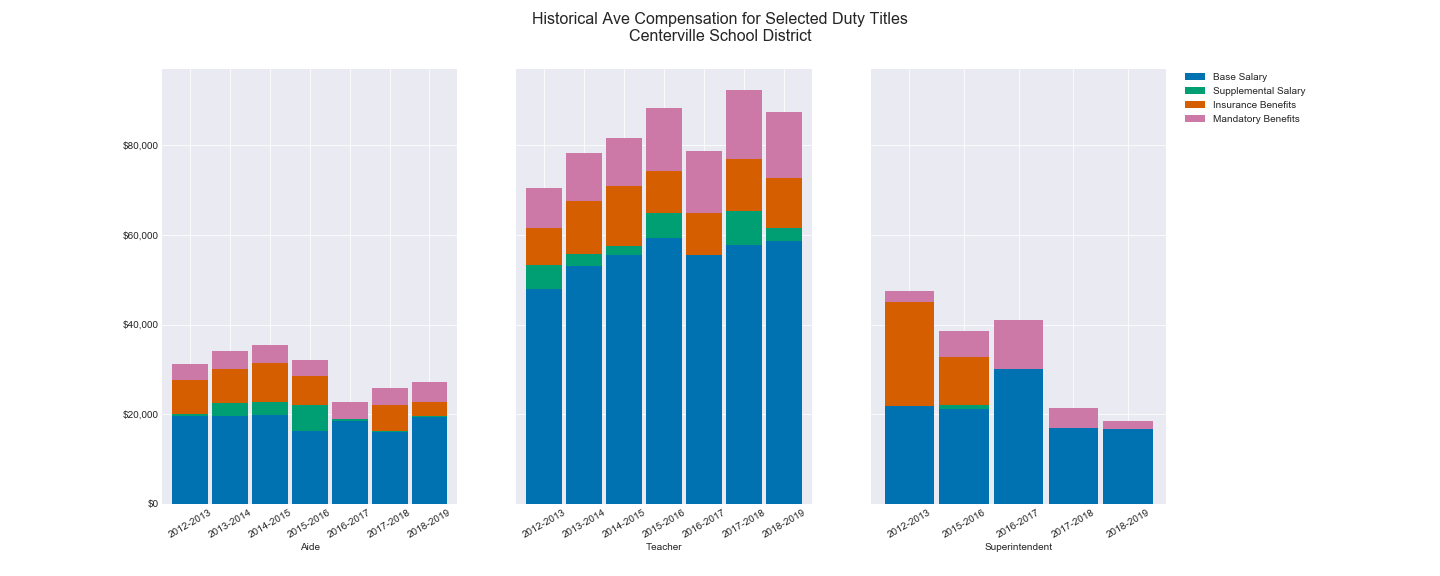 Historical Ave Compensation for Selected Duty Titles
Centerville School District
Base Salary
Supplemental Salary
Insurance Benefits
Mandatory Benefits
$80,000
$60,000
$40,000
$20,000
$0
2012-2013
2013-2014
2014-2015
2015-2016
2016-2017
2017-2018
2018-2019
Aide
2012-2013
2013-2014
2014-2015
2015-2016
2016-2017
2017-2018
2018-2019
Teacher
2012-2013
2015-2016
2016-2017
2017-2018
2018-2019
Superintendent